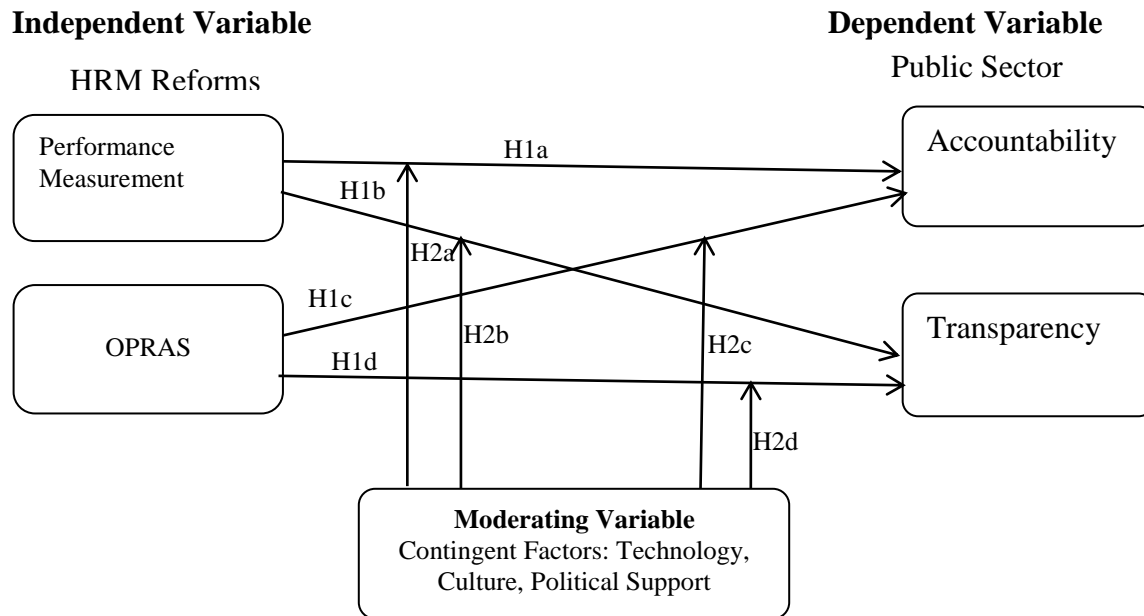 Independent Variable
Dependent Variable
HRM Reforms
Public Sector
Performance
Measurement
Accountability
H1a
H1b
H2a
H1c
H2b
H2c
OPRAS
Transparency
H1d
H2d
Moderating Variable
Contingent Factors: Technology,
Culture, Political Support